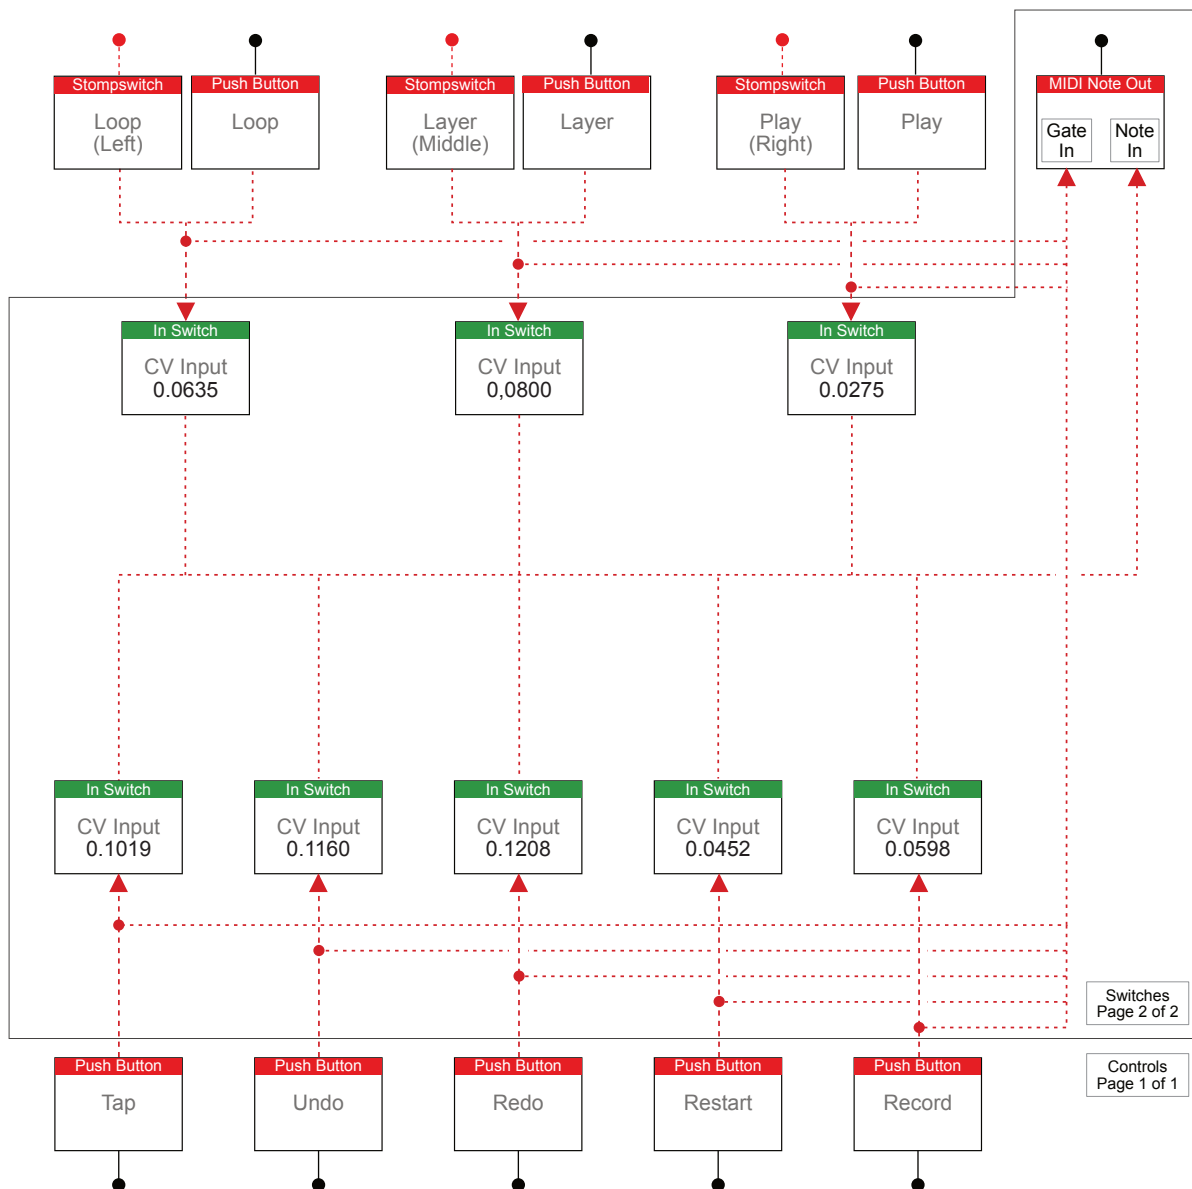 Stompswitch
Loop
(Left)
Push Button
Loop
Stompswitch
Layer
(Middle)
Push Button
Layer
Stompswitch
Play
(Right)
Push Button
Play
MIDI Note Out
Gate
In
Note
In
In Switch
CV Input
0.0635
In Switch
CV Input
0,0800
In Switch
CV Input
0.0275
In Switch
CV Input
0.1019
In Switch
CV Input
0.1160
In Switch
CV Input
0.1208
In Switch
CV Input
0.0452
In Switch
CV Input
0.0598
Switches
Page 2 of 2
Push Button
Tap
Push Button
Undo
Push Button
Redo
Push Button
Restart
Push Button
Record
Controls
Page 1 of 1